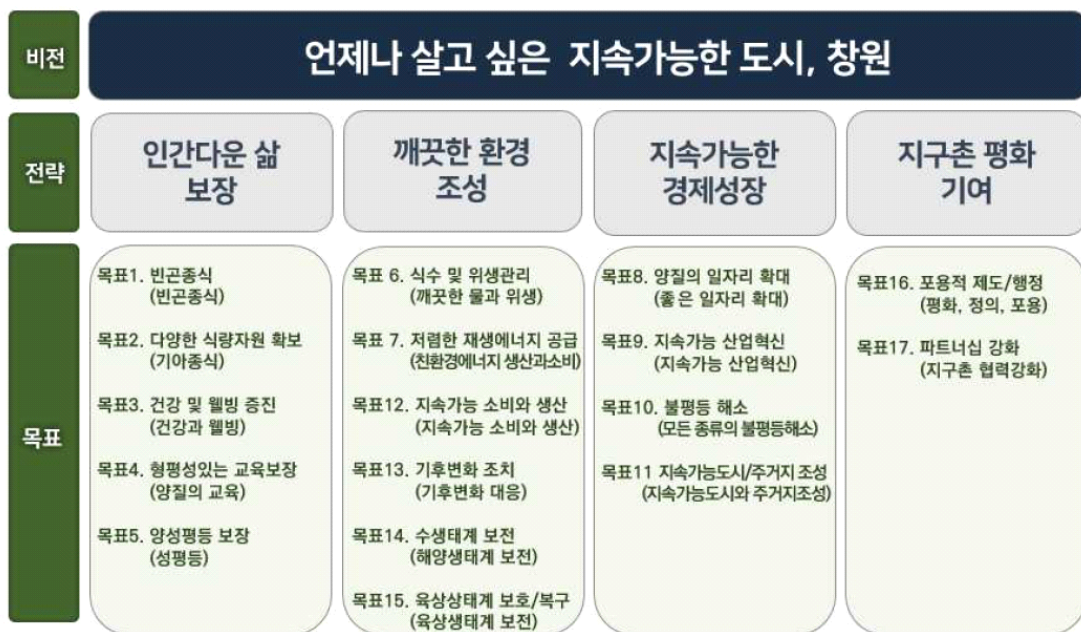 비전
언제나 살고 싶은 지속가능한 도시, 창원
전략
인간다운 삶
보장
깨끗한 환경
조성
지속가능한
경제성장
지구촌 평화
기여
목표
목표1. 빈곤종식
(빈곤종식)
목표2. 다양한 식량자원 확보
(기아종식)
목표3. 건강 및 웰빙 증진
(건강과 웰빙)
목표4. 형평성있는 교육보장
(양질의 교육)
목표5. 양성평등 보장
(성평등)
목표 6. 식수 및 위생관리
(깨끗한 물과 위생)
목표 7. 저렴한 재생에너지 공급
(친환경에너지 생산과소비)
목표12. 지속가능 소비와 생산
(지속가능 소비와 생산)
목표13. 기후변화 조치
(기후변화 대응)
목표14. 수생태계 보전
(해양생태계 보전)
목표15. 육상상태계 보호/복구
(육상생태계 보전)
목표8. 양질의 일자리 확대
(좋은 일자리 확대)
목표9. 지속가능 산업혁신
(지속가능 산업혁신)
목표10. 불평등 해소
(모든 종류의 불평등해소)
목표11 지속가능도시/주거지 조성
(지속가능도시와 주거지조성)
목표16. 포용적 제도/행정
(평화, 정의, 포용)
목표17. 파트너십 강화
(지구촌 협력강화)